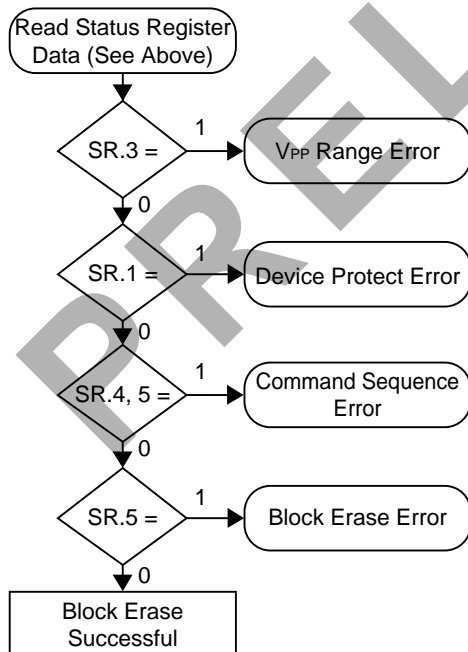 Read Status Register
Data (See Above)
SR.3 =
1
VPP Range Error
0
SR.1 =
1
Device Protect Error
0
SR.4, 5 =
1
Command Sequence
Error
0
SR.5 =
1
Block Erase Error
0
Block Erase
Successful
PREL